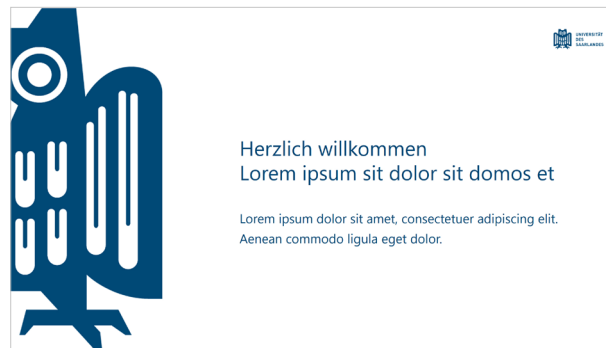 UNIVERSITÄT
DES
SAARLANDES
Herzlich willkommen
Lorem ipsum sit dolor sit domos et
Lorem ipsum dolor sit amet, consectetuer adipiscing elit.
Aenean commodo ligula eget dolor.